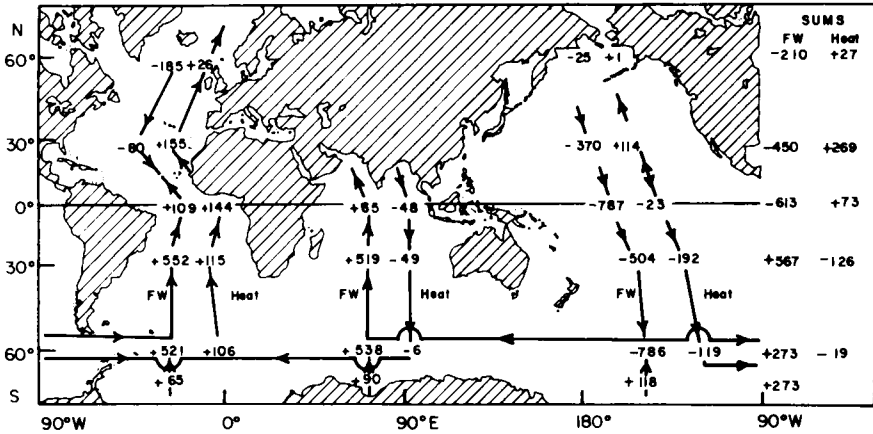 N SUMS
FW Heat
60° -185 +26 -25 +1 -210 +27
30° -80 +155 -370 +114 -450 +269
0° +109 +144 +65 -48 -787 -23 -613 +73
30° +552 +115 +519 -49 -504 -192 +567 -126
FW Heat FW Heat FW Heat
60° +521 +106 +538 -6 -786 -119 +273 -19
+65 +90 +118 +273
S
90°W 0° 90°E 180° 90°W